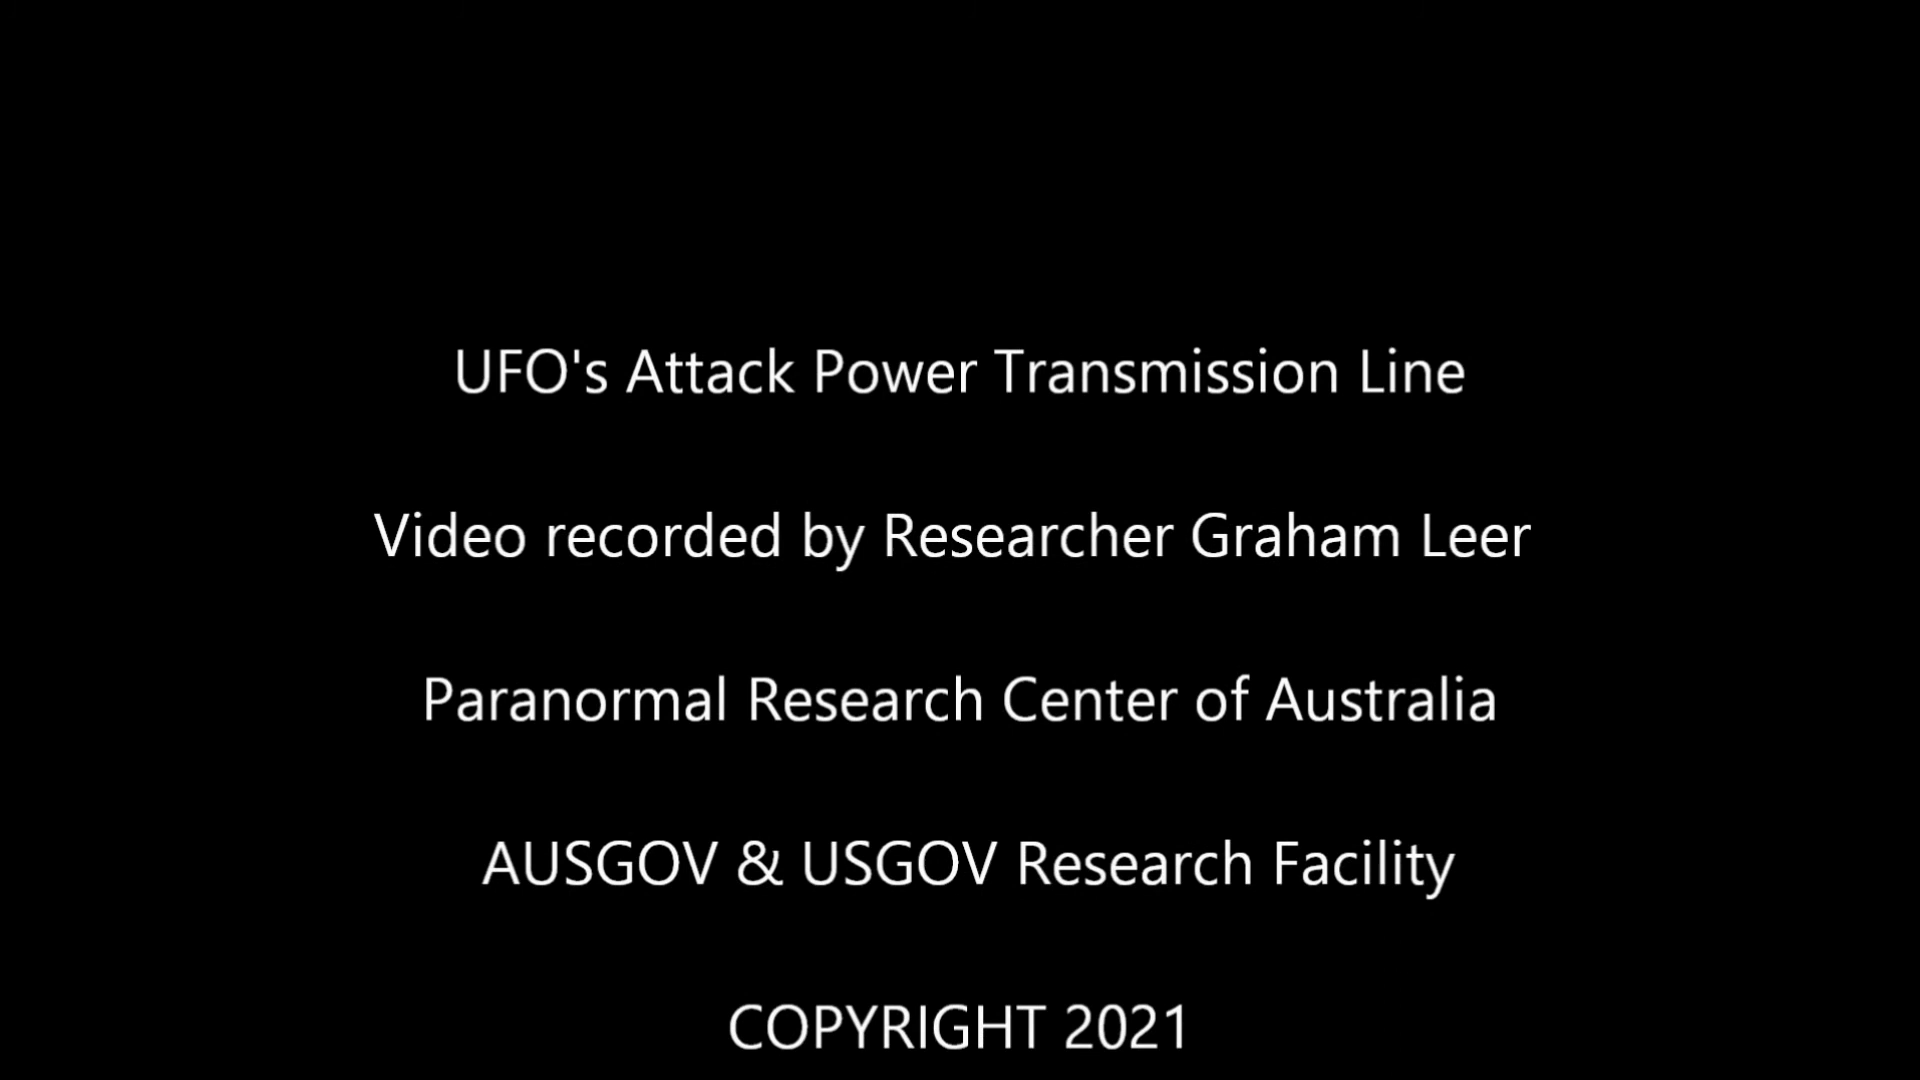 UFO's Attack Power Transmission Line
Video recorded by Researcher Graham Leer
Paranormal Research Center of Australia
AUSGOV & USGOV Research Facility
COPYRIGHT 2021